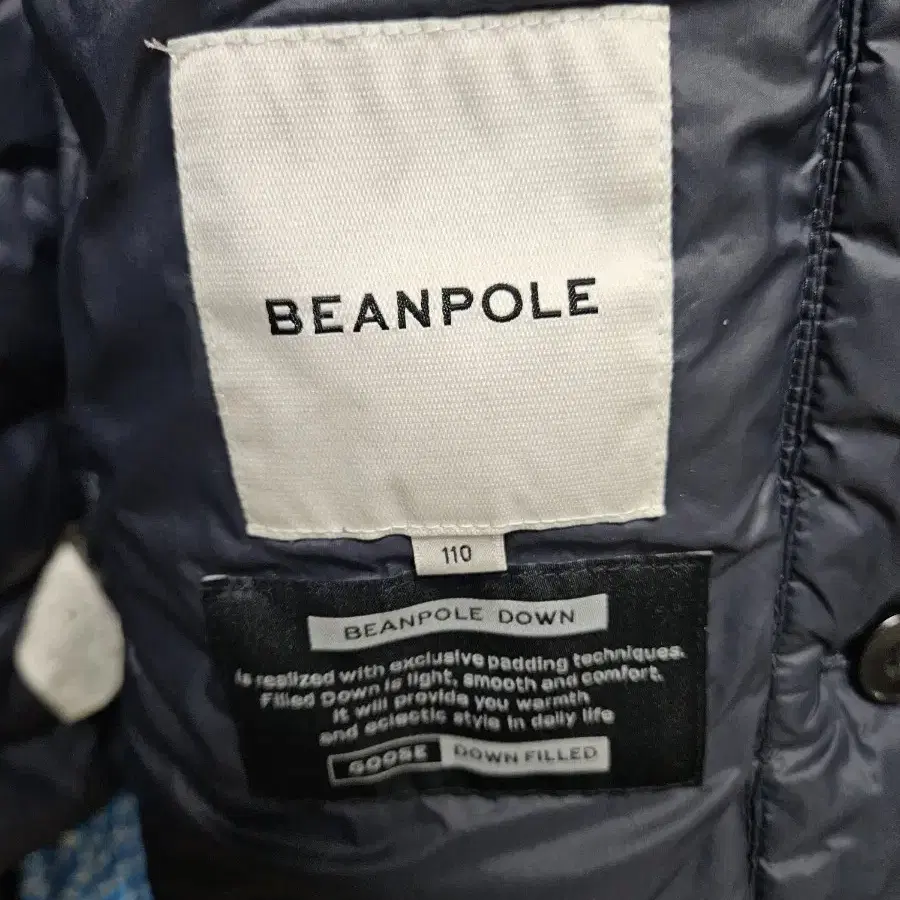 BEANPOLE
110
BEANPOLE DOWN
is realized with exclusive padding techniques.
Filled Down is light, smooth and comfort.
It will provide you warmth
and eclectic style in daily life
GOOSE DOWN FILLED